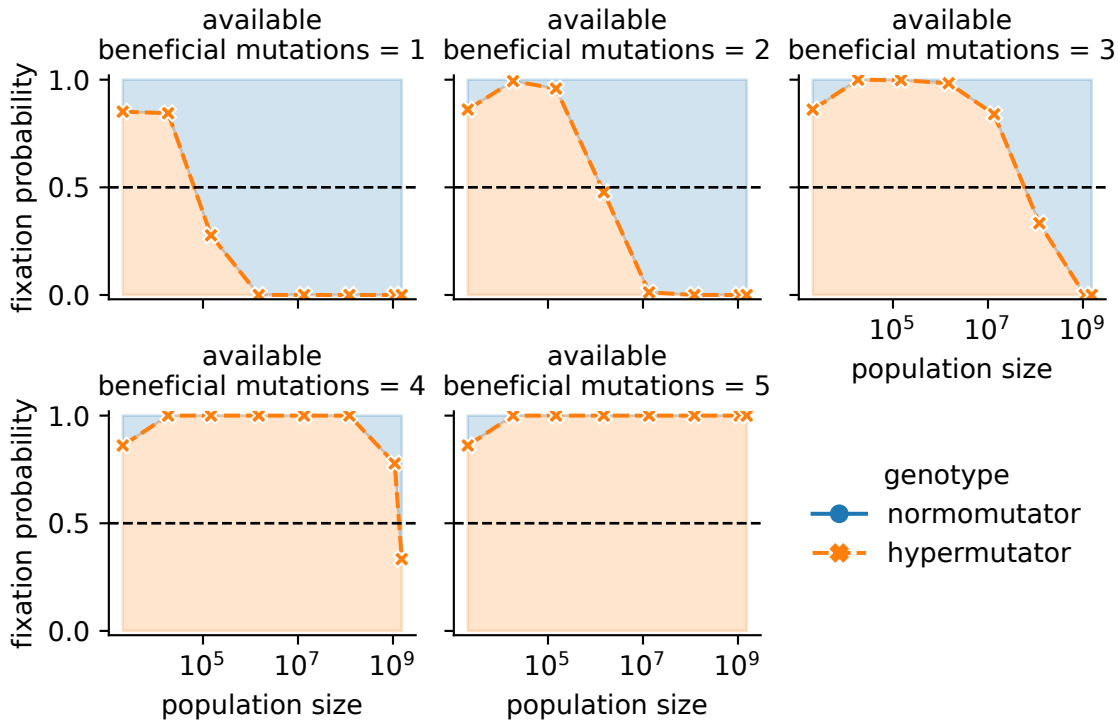 available
beneficial mutations = 1
available
beneficial mutations = 2
available
beneficial mutations = 3
fixation probability
1.0
0.5
0.0
10^5
10^7
10^9
population size
available
beneficial mutations = 4
available
beneficial mutations = 5
fixation probability
1.0
0.5
0.0
10^5
10^7
10^9
population size
10^5
10^7
10^9
population size
genotype
normomutator
hypermutator